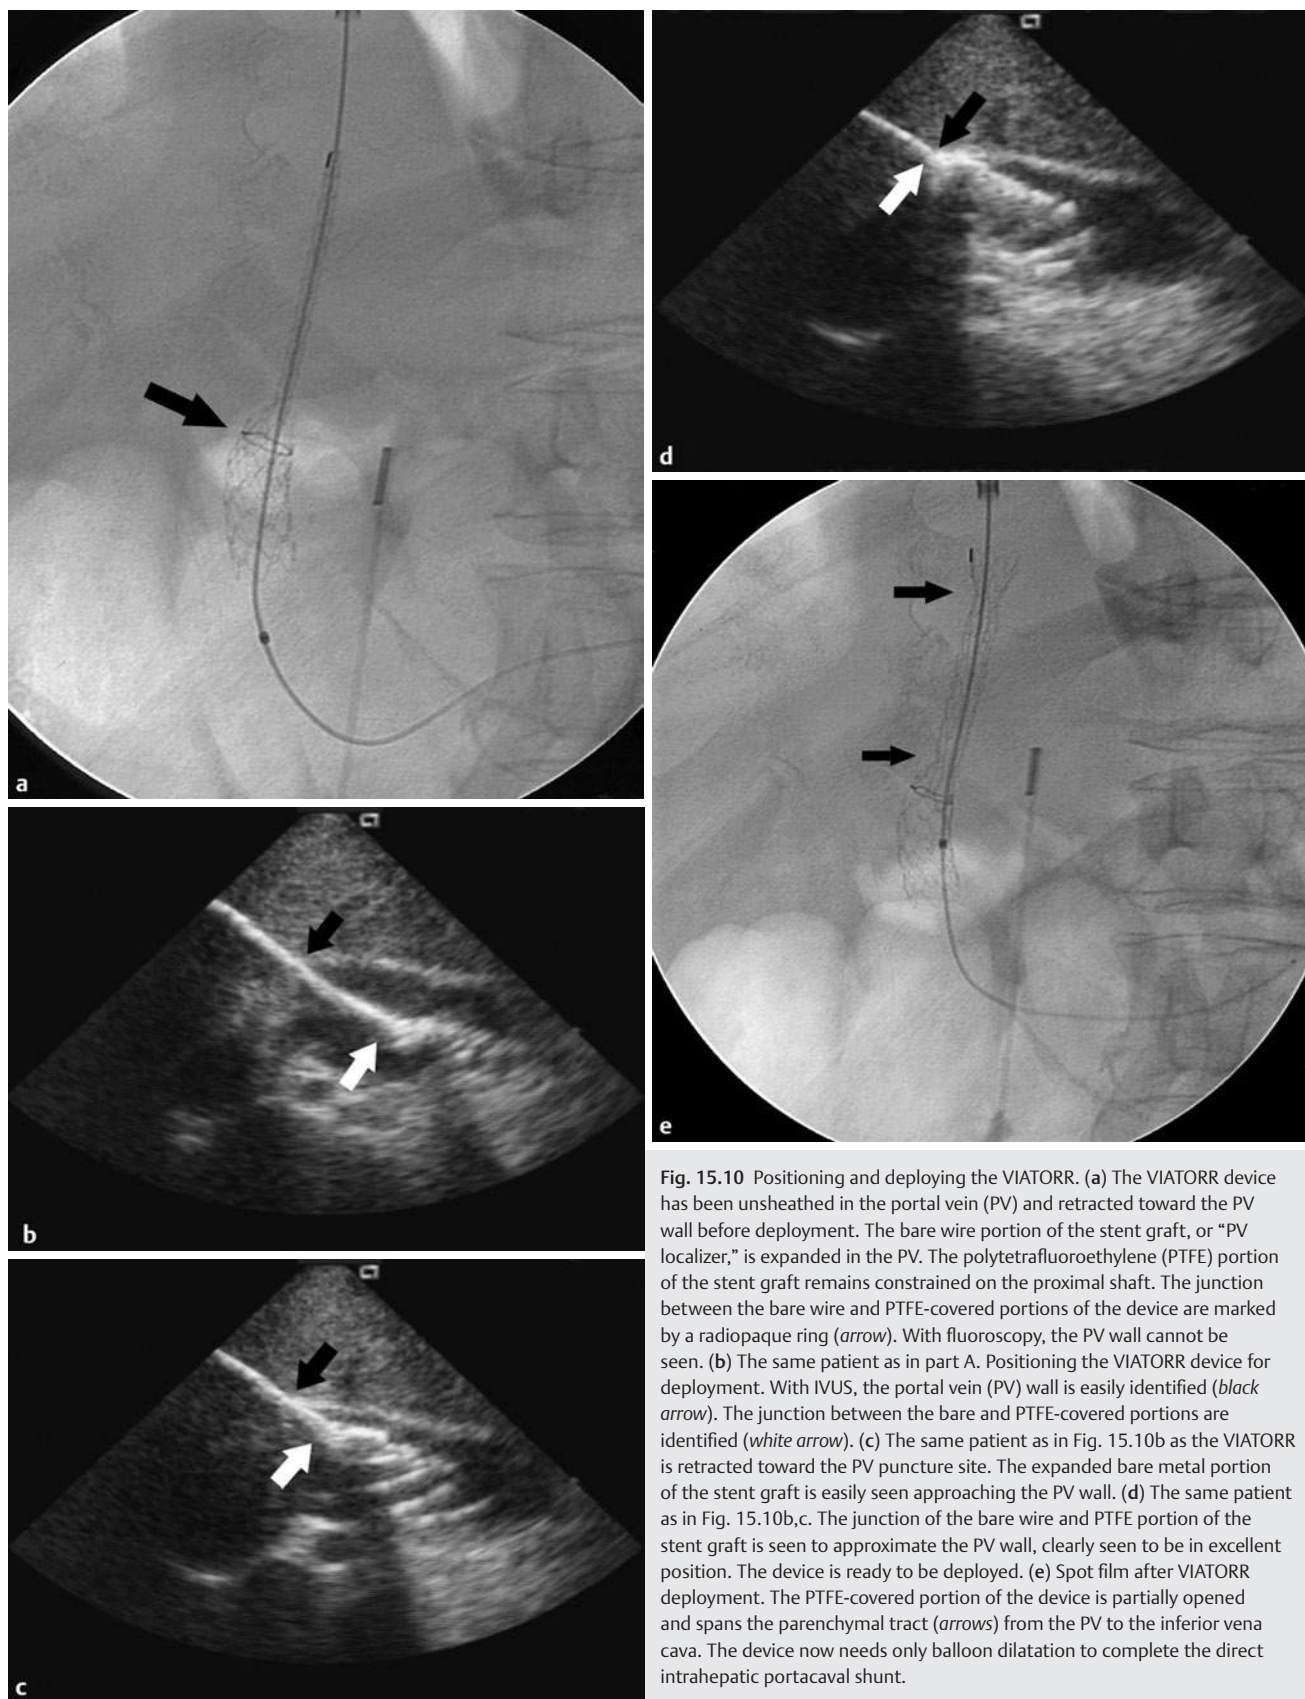 a
d
b
e
c
Fig. 15.10 Positioning and deploying the VIATORR. (a) The VIATORR device
has been unsheathed in the portal vein (PV) and retracted toward the PV
wall before deployment. The bare wire portion of the stent graft, or “PV
localizer,” is expanded in the PV. The polytetrafluoroethylene (PTFE) portion
of the stent graft remains constrained on the proximal shaft. The junction
between the bare wire and PTFE-covered portions of the device are marked
by a radiopaque ring (arrow). With fluoroscopy, the PV wall cannot be
seen. (b) The same patient as in part A. Positioning the VIATORR device for
deployment. With IVUS, the portal vein (PV) wall is easily identified (black
arrow). The junction between the bare and PTFE-covered portions are
identified (white arrow). (c) The same patient as in Fig. 15.10b as the VIATORR
is retracted toward the PV puncture site. The expanded bare metal portion
of the stent graft is easily seen approaching the PV wall. (d) The same patient
as in Fig. 15.10b,c. The junction of the bare wire and PTFE portion of the
stent graft is seen to approximate the PV wall, clearly seen to be in excellent
position. The device is ready to be deployed. (e) Spot film after VIATORR
deployment. The PTFE-covered portion of the device is partially opened
and spans the parenchymal tract (arrows) from the PV to the inferior vena
cava. The device now needs only balloon dilatation to complete the direct
intrahepatic portacaval shunt.